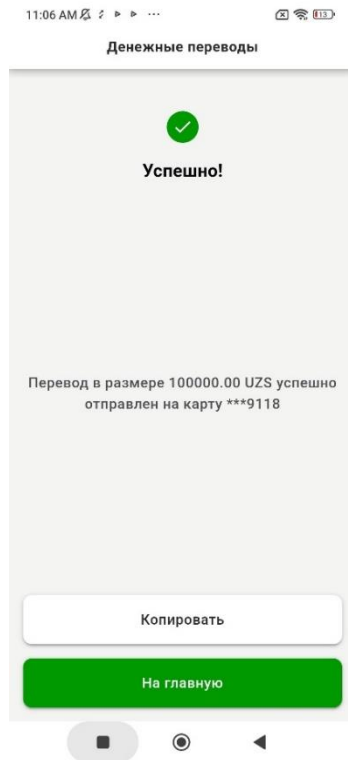 11:06 AM
13
Денежные переводы
Успешно!
Перевод в размере 100000.00 UZS успешно
отправлен на карту ***9118
Копировать
На главную